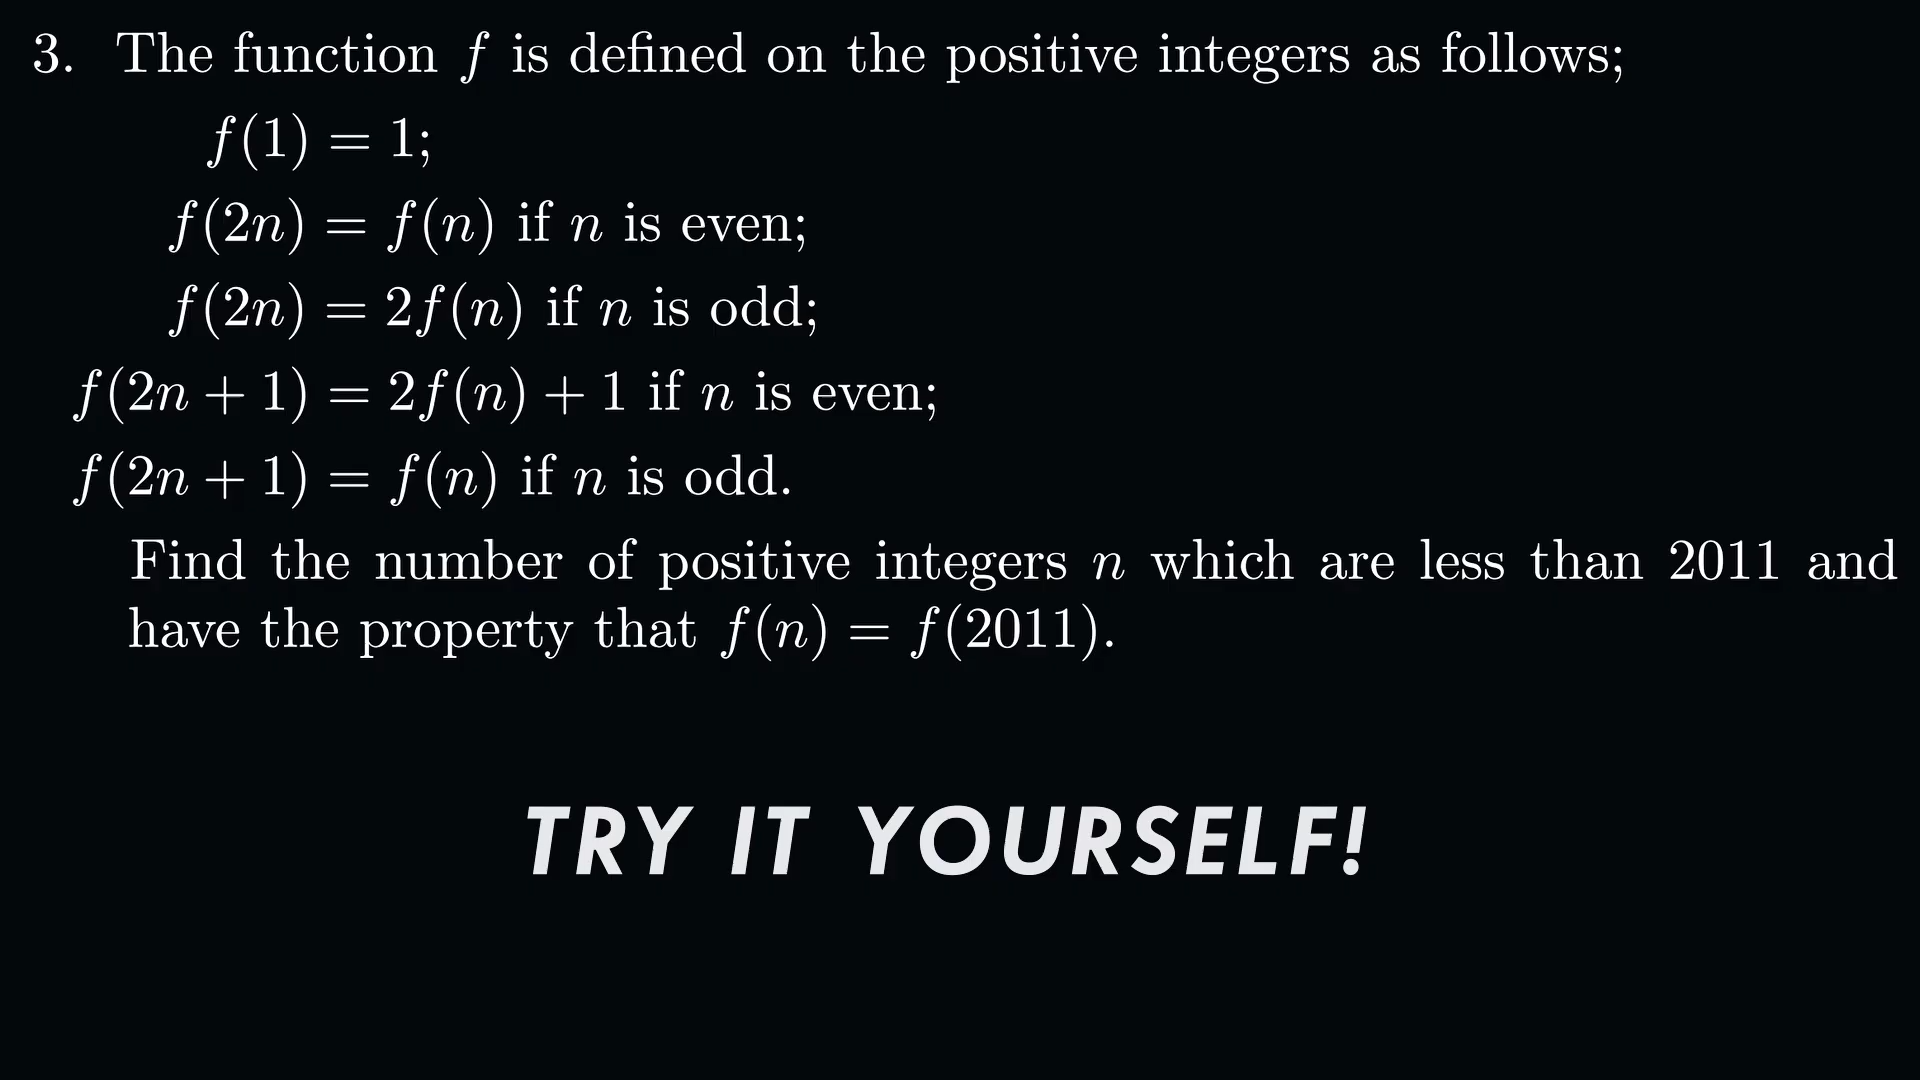 3. The function f is defined on the positive integers as follows;
f(1) = 1;
f(2n) = f(n) if n is even;
f(2n) = 2f(n) if n is odd;
f(2n + 1) = 2f(n) + 1 if n is even;
f(2n + 1) = f(n) if n is odd.
Find the number of positive integers n which are less than 2011 and
have the property that f(n) = f(2011).
TRY IT YOURSELF!